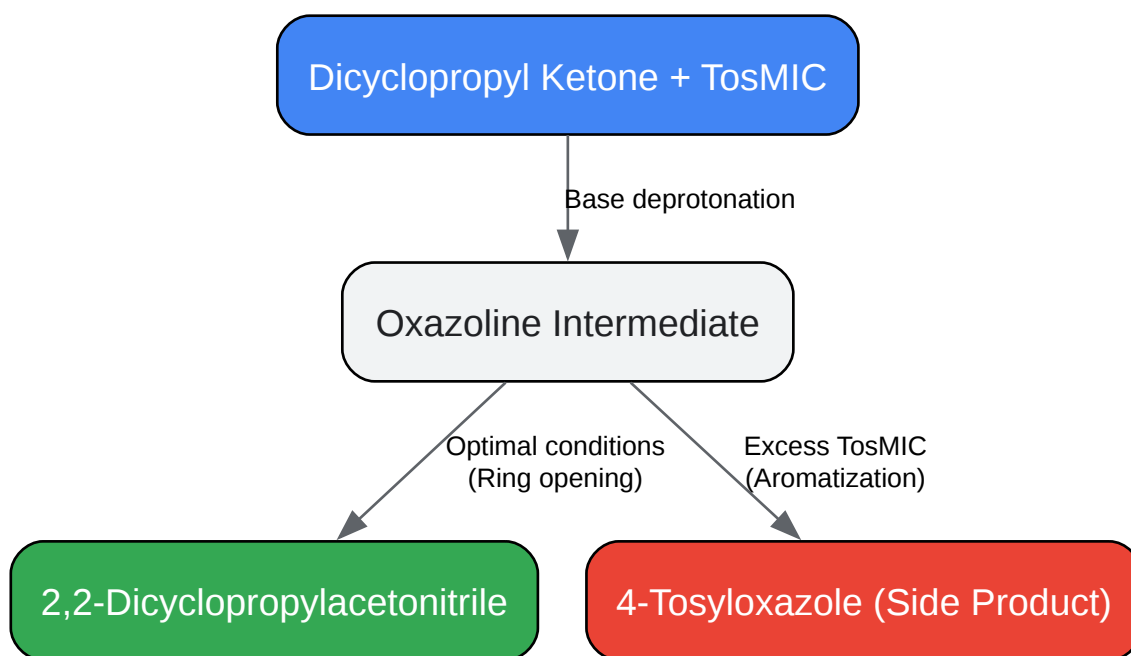 Dicyclopropyl Ketone + TosMIC
Base deprotonation
Oxazoline Intermediate
Optimal conditions
(Ring opening)
Excess TosMIC
(Aromatization)
2,2-Dicyclopropylacetonitrile
4-Tosyloxazole (Side Product)